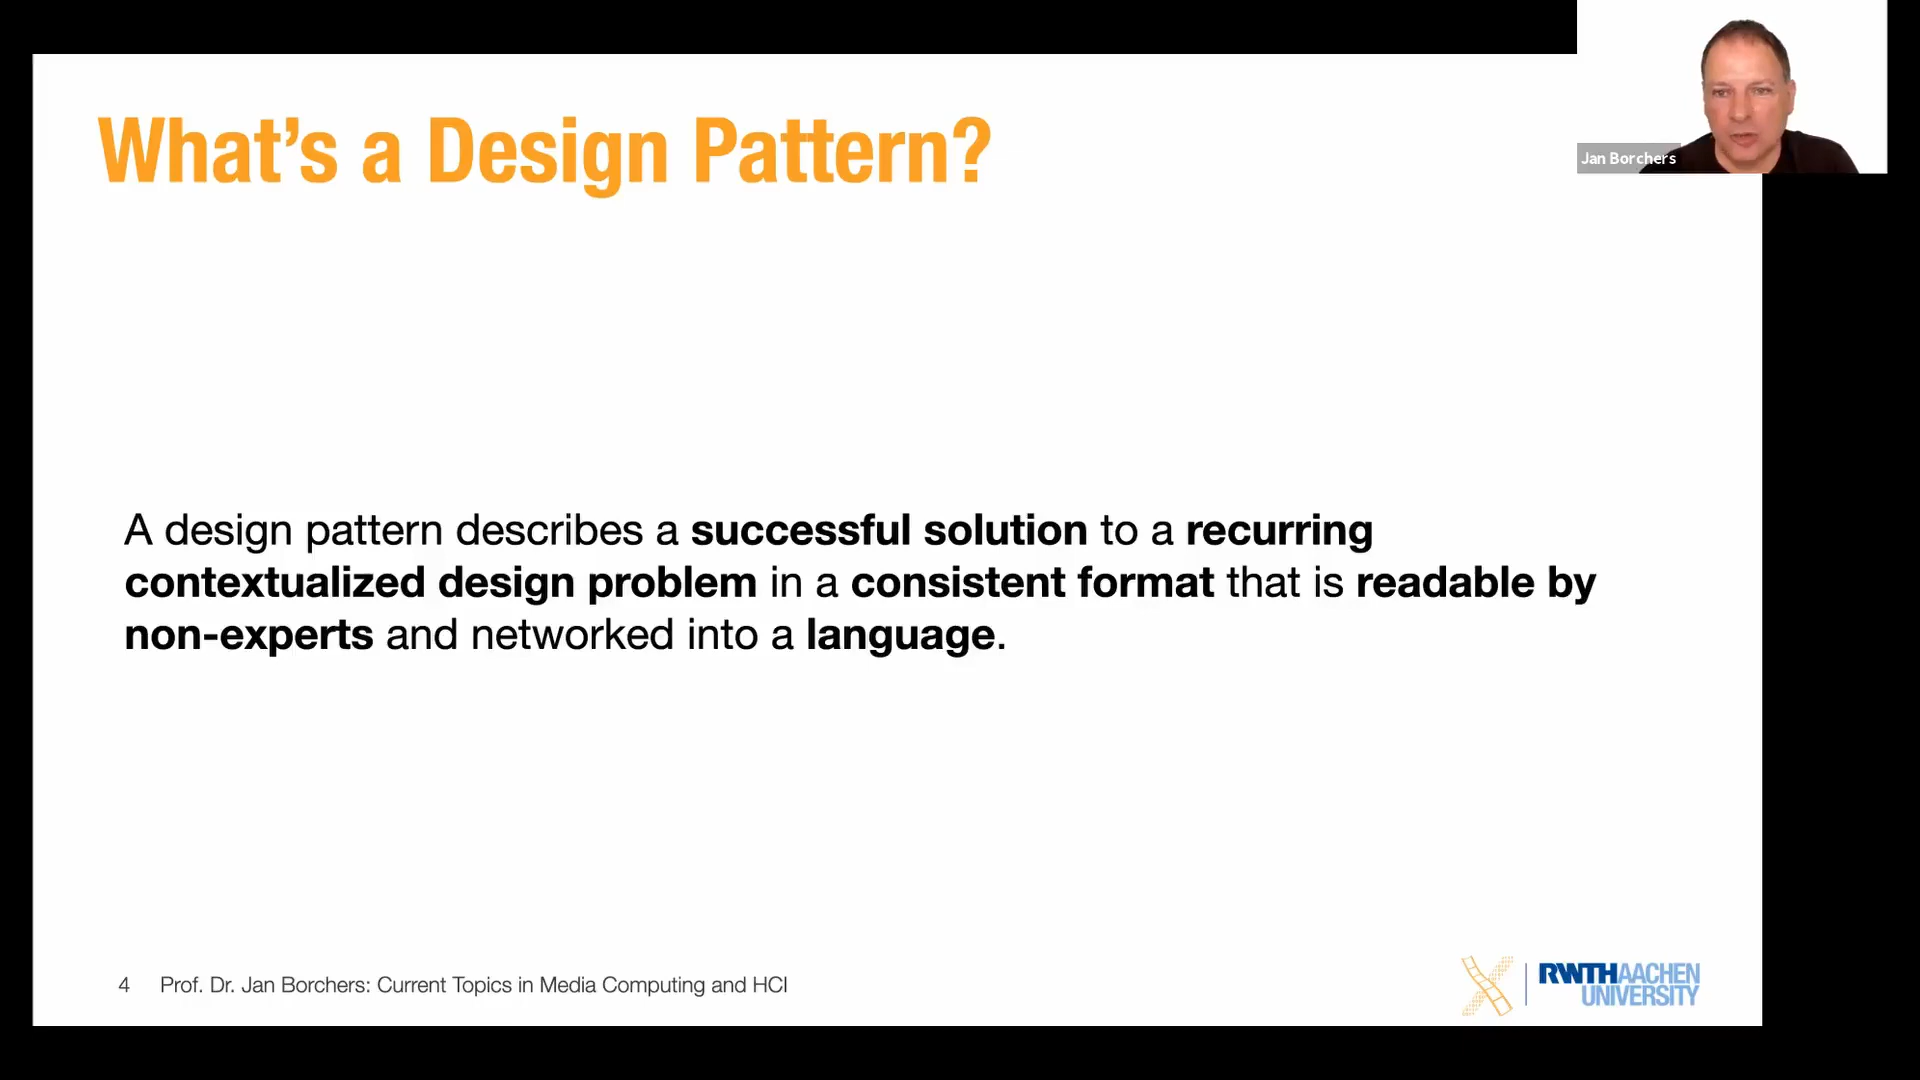 What's a Design Pattern?
Jan Borchers
A design pattern describes a successful solution to a recurring
contextualized design problem in a consistent format that is readable by
non-experts and networked into a language.
4 Prof. Dr. Jan Borchers: Current Topics in Media Computing and HCI
RWTHAACHEN
UNIVERSITY